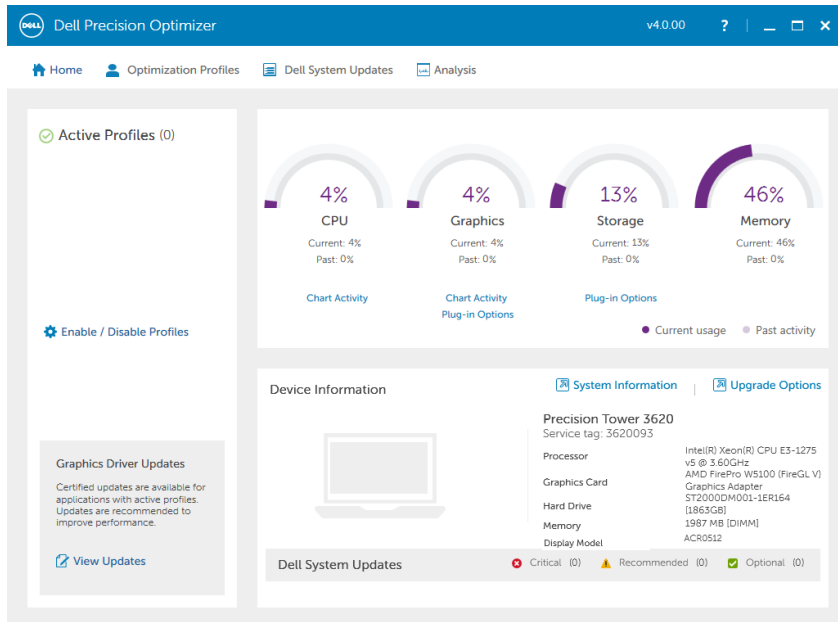 DELL Dell Precision Optimizer v4.0.00 ?
Home Optimization Profiles Dell System Updates Analysis
Active Profiles (0)
Enable / Disable Profiles
Graphics Driver Updates
Certified updates are available for
applications with active profiles.
Updates are recommended to
improve performance.
View Updates
4% 4% 13% 46%
CPU Graphics Storage Memory
Current: 4% Current: 4% Current: 13% Current: 46%
Past: 0% Past: 0% Past: 0% Past: 0%
Chart Activity Chart Activity Plug-in Options
Plug-in Options
Current usage Past activity
Device Information System Information | Upgrade Options
Precision Tower 3620
Service tag: 3620093
Processor Intel(R) Xeon(R) CPU E3-1275
v5 @ 3.60GHz
Graphics Card AMD FirePro W5100 (FireGL V)
Graphics Adapter
Hard Drive ST2000DM001-1ER164
[1863GB]
Memory 1987 MB [DIMM]
Display Model ACR0512
Dell System Updates Critical (0) Recommended (0) Optional (0)